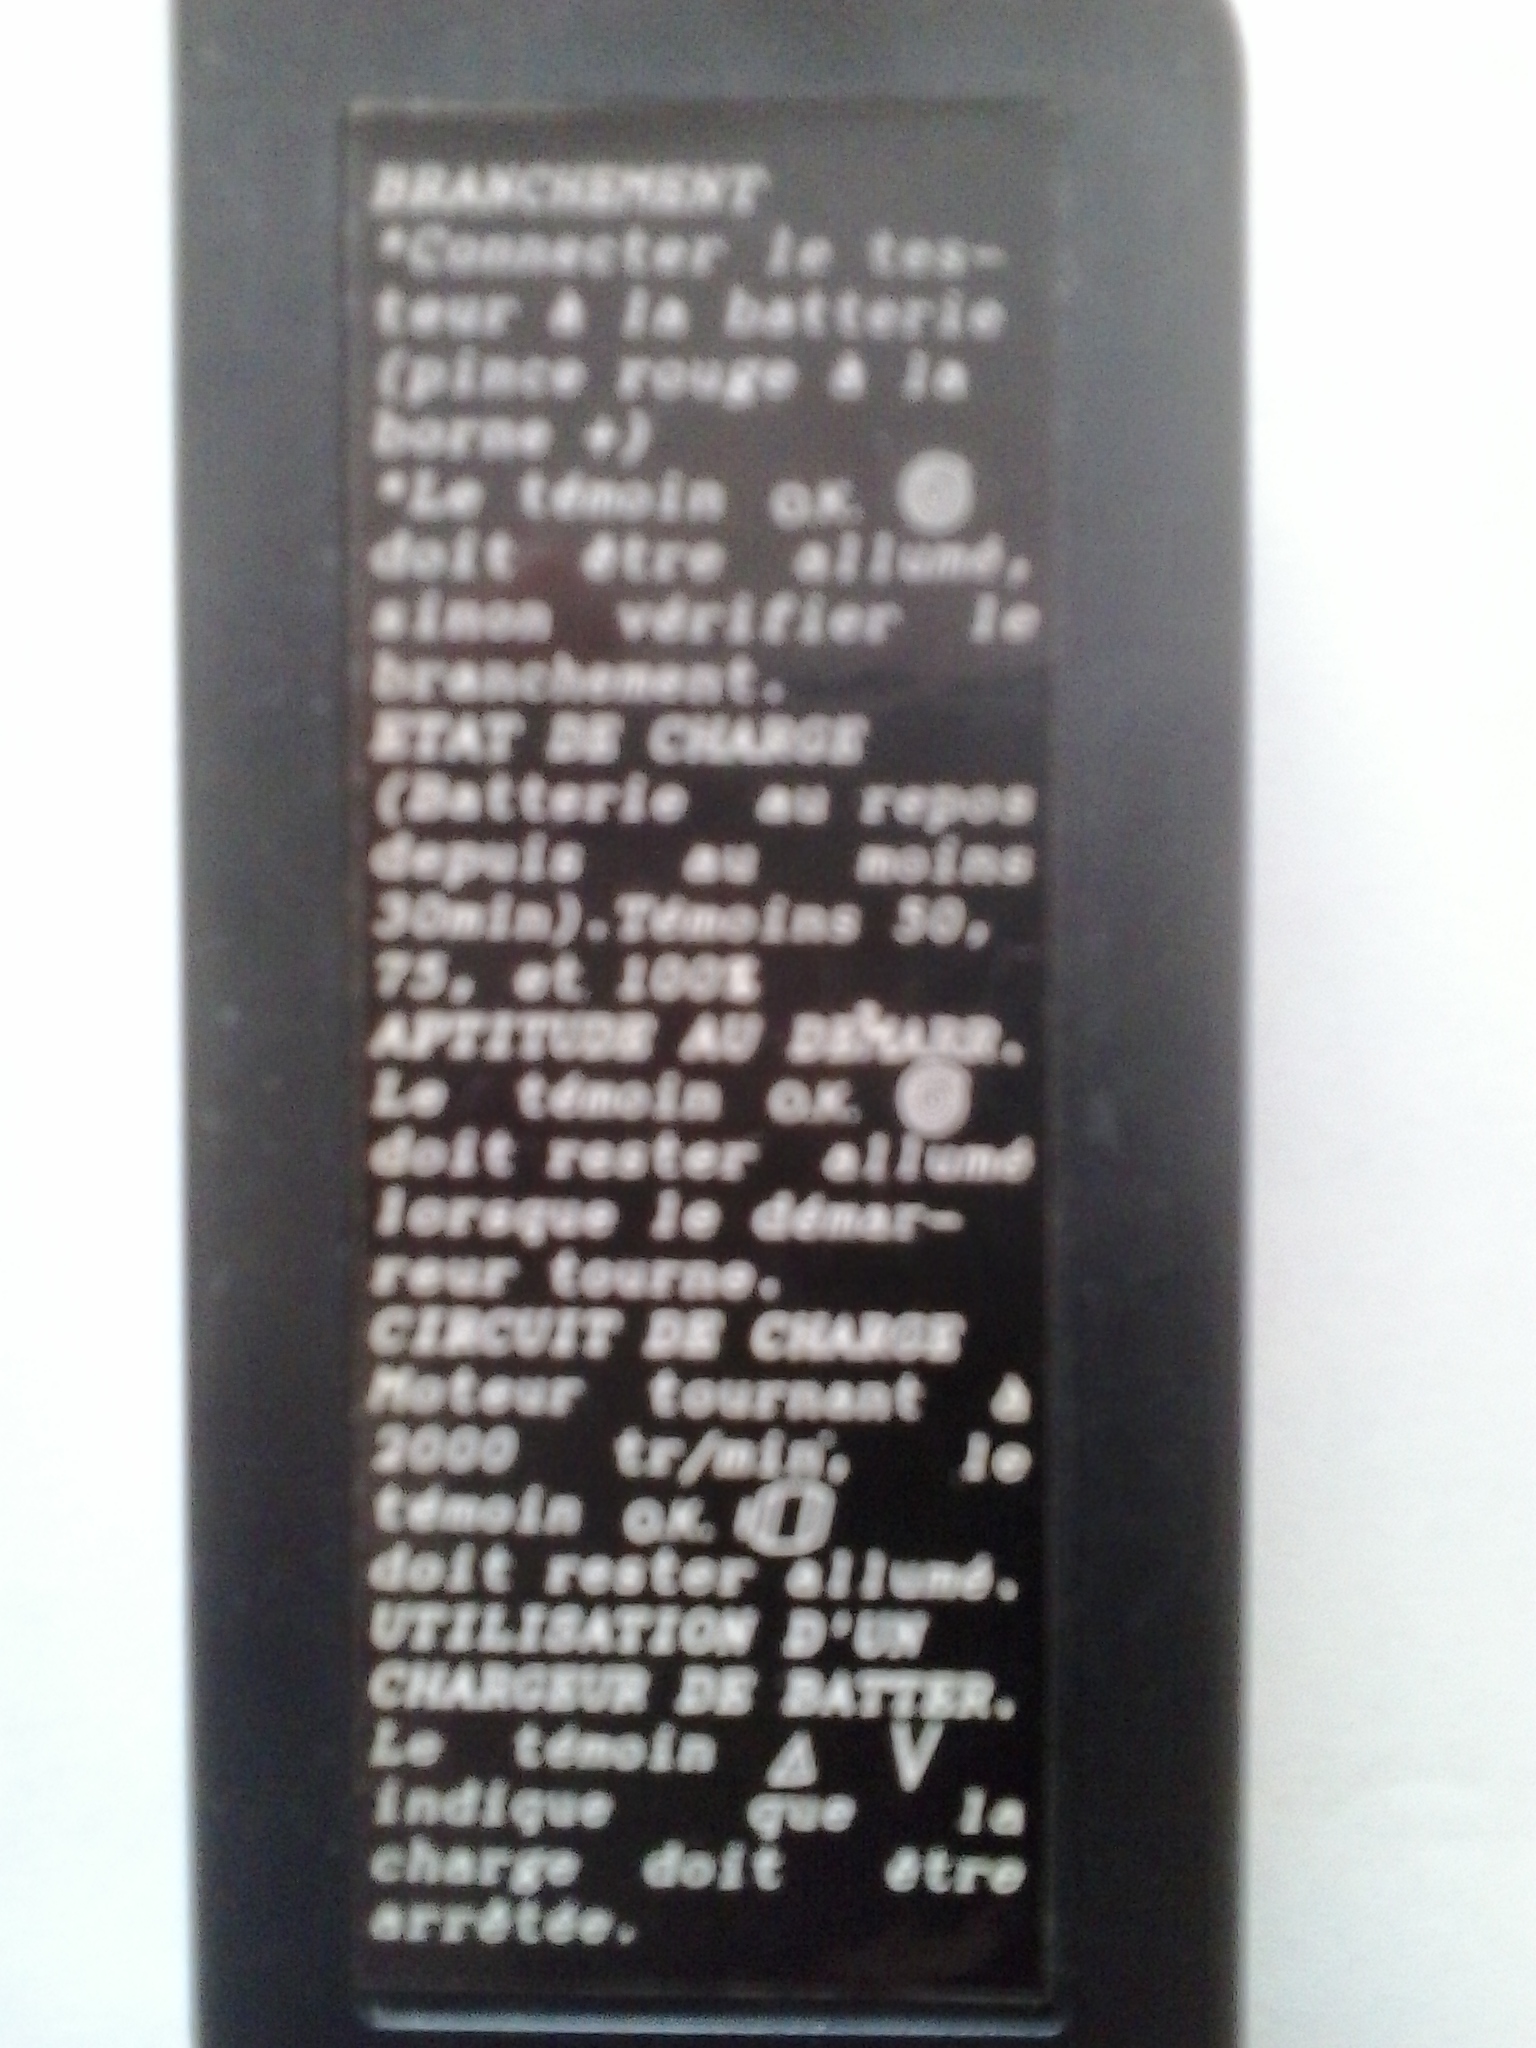 BRANCHEMENT
*Connecter le tes-
teur à la batterie
(pince rouge à la
borne +)
*Le témoin O.K.
doit être allumé,
sinon vérifier le
branchement.
ETAT DE CHARGE
(Batterie au repos
depuis au moins
30min).Témoins 50,
75, et 100%
APTITUDE AU DEMARR.
Le témoin O.K.
doit rester allumé
lorsque le démar-
reur tourne.
CIRCUIT DE CHARGE
Moteur tournant à
2000 tr/min, le
témoin O.K.
doit rester allumé.
UTILISATION D'UN
CHARGEUR DE BATTER.
Le témoin Δ V
indique que la
charge doit être
arrêtée.